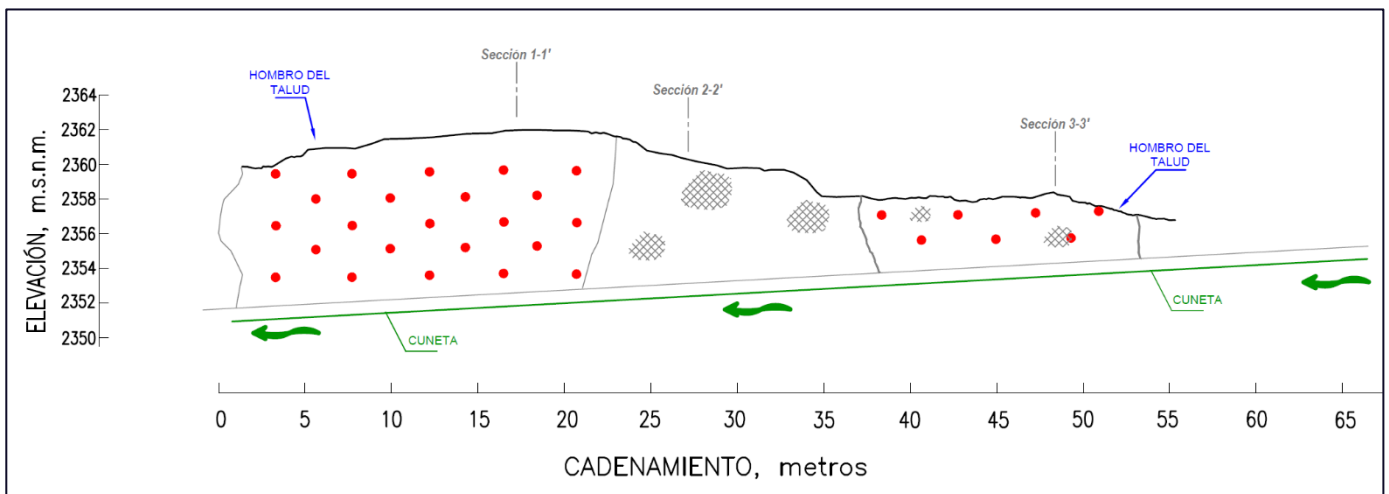 Sección 1-1'
HOMBRO DEL
TALUD
Sección 2-2'
Sección 3-3'
HOMBRO DEL
TALUD
ELEVACIÓN, m.s.n.m.
2364
2362
2360
2358
2356
2354
2352
2350
CUNETA
CUNETA
0 5 10 15 20 25 30 35 40 45 50 55 60 65
CADENAMIENTO, metros